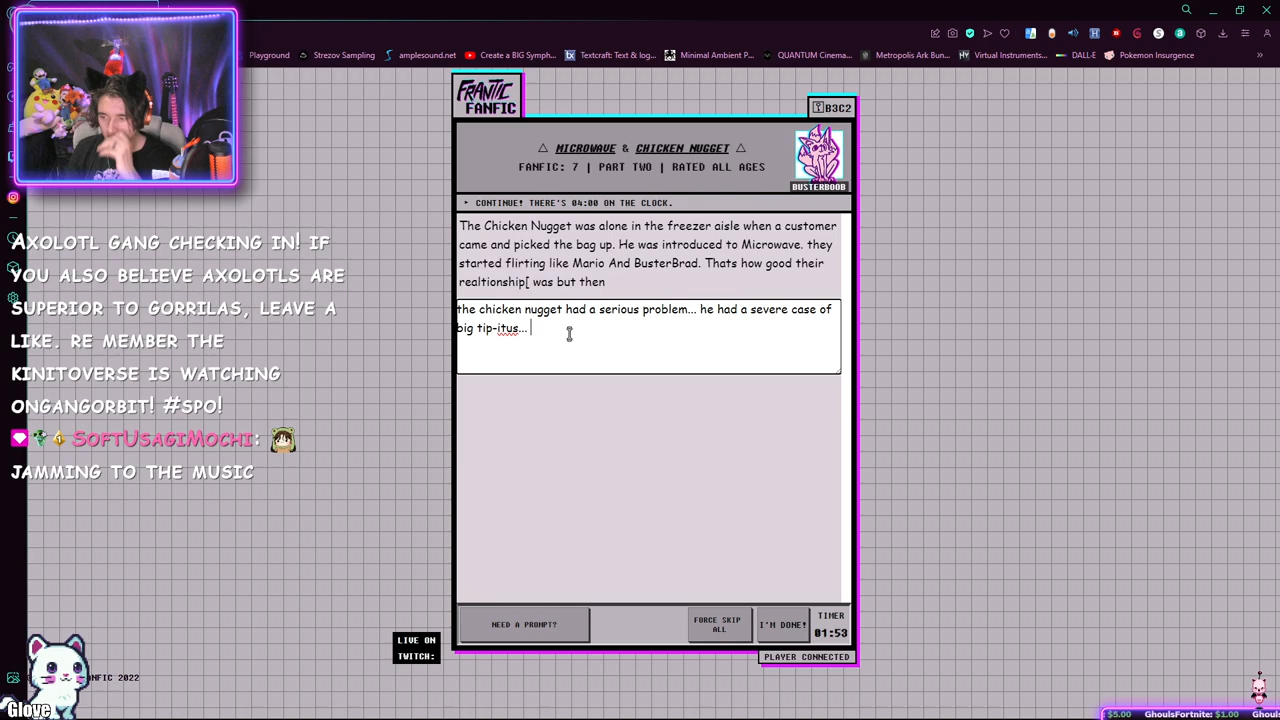 Playground
Strezov Sampling
amplesound.net
Create a BIG Symph...
Textcraft: Text & log...
Minimal Ambient P...
QUANTUM Cinema...
Metropolis Ark Boun...
Virtual Instruments...
DALL-E
Pokemon Insurgence
FRANTIC
FANFIC
B3C2
△ MICROWAVE & CHICKEN NUGGET △
FANFIC: 7 | PART TWO | RATED ALL AGES
BUSTERBOOB
▸ CONTINUE! THERE'S 04:00 ON THE CLOCK.
The Chicken Nugget was alone in the freezer aisle when a customer
came and picked the bag up. He was introduced to Microwave. they
started flirting like Mario And BusterBrad. Thats how good their
realtionship[ was but then
the chicken nugget had a serious problem... he had a severe case of
big tip-itus...
AXOLOTL GANG CHECKING IN! IF
YOU ALSO BELIEVE AXOLOTLS ARE
SUPERIOR TO GORRILAS, LEAVE A
LIKE. RE MEMBER THE
KINITOVERSE IS WATCHING
ONGANGORBIT! #SPO!
SOFTUSAGIMOCHI:
JAMMING TO THE MUSIC
NEED A PROMPT?
FORCE SKIP
ALL
I'M DONE!
TIMER
01:53
LIVE ON
TWITCH:
PLAYER CONNECTED
FIC 2022
Glove
$5.00 GhoulsFortnite: $1.00 Ghouls